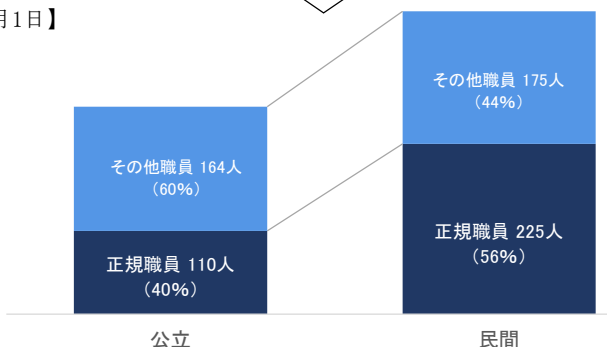 月1日】
その他職員 175人
（44%）
その他職員 164人
（60%）
正規職員 225人
（56%）
正規職員 110人
（40%）
公立
民間